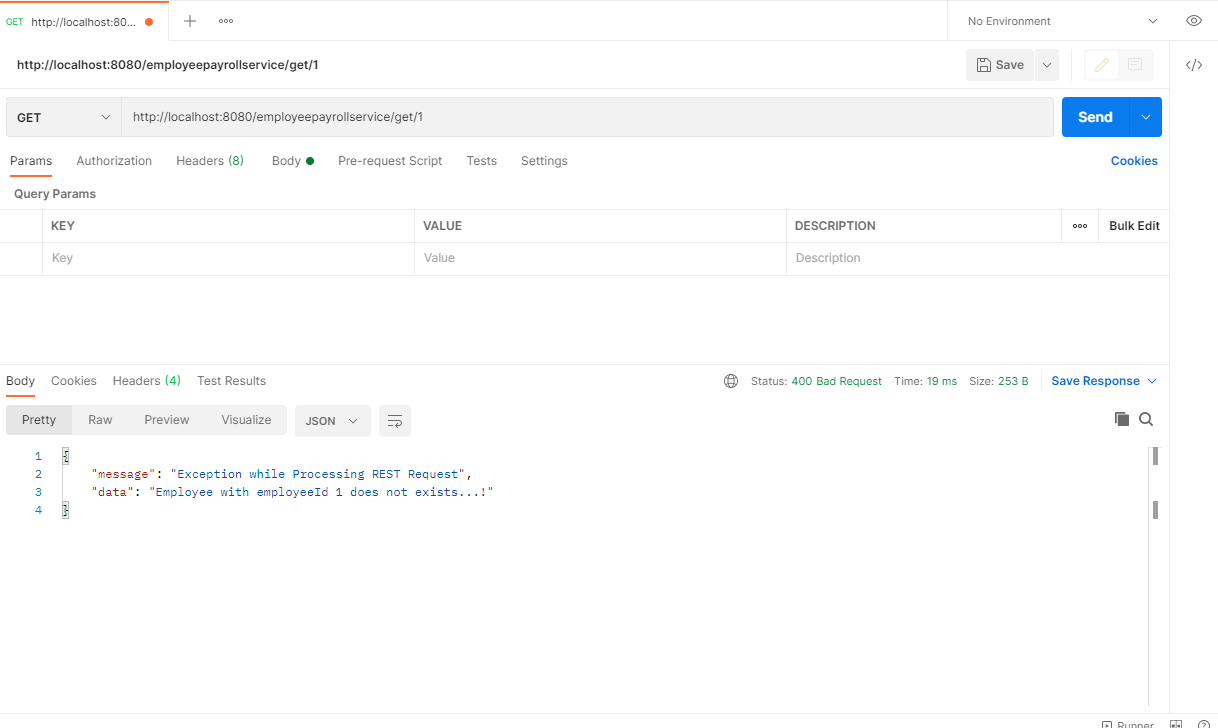 GET http://localhost:80... No Environment
http://localhost:8080/employeepayrollservice/get/1 Save
GET http://localhost:8080/employeepayrollservice/get/1 Send
Params Authorization Headers (8) Body Pre-request Script Tests Settings Cookies
Query Params
KEY VALUE DESCRIPTION Bulk Edit
Key Value Description
Body Cookies Headers (4) Test Results Status: 400 Bad Request Time: 19 ms Size: 253 B Save Response
Pretty Raw Preview Visualize JSON
1 {
2 "message": "Exception while Processing REST Request",
3 "data": "Employee with employeeId 1 does not exists...!"
4 }
Runner